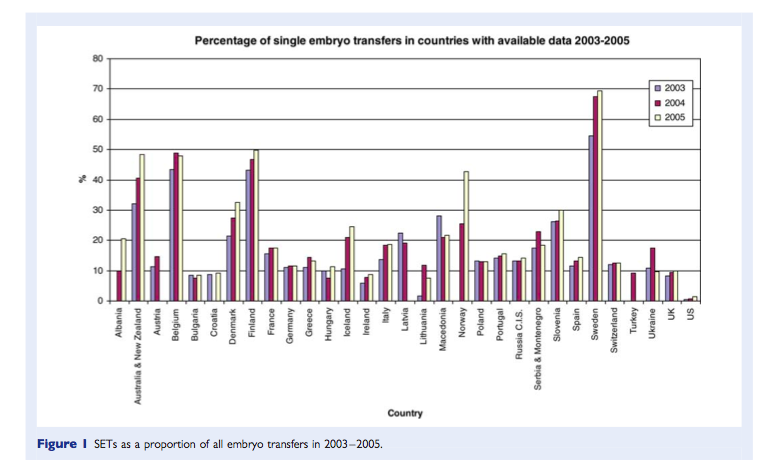 Percentage of single embryo transfers in countries with available data 2003-2005
80
70
60
50
40
30
20
10
0
%
2003
2004
2005
Albania
Australia & New Zealand
Austria
Belgium
Bulgaria
Croatia
Denmark
Finland
France
Germany
Greece
Hungary
Iceland
Ireland
Italy
Latvia
Lithuania
Macedonia
Norway
Poland
Portugal
Russia C.I.S.
Serbia & Montenegro
Slovenia
Spain
Sweden
Switzerland
Turkey
Ukraine
UK
US
Country
Figure 1 SETs as a proportion of all embryo transfers in 2003–2005.